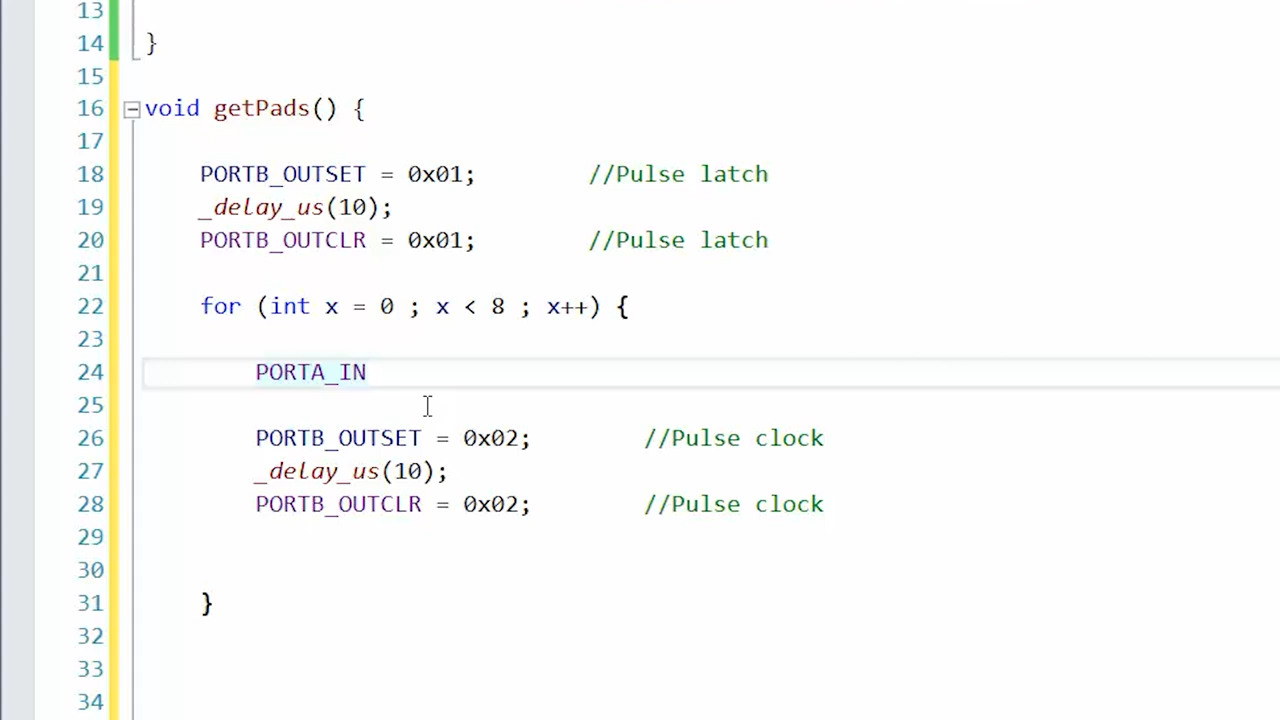 13
14 }
15
16 void getPads() {
17
18 PORTB_OUTSET = 0x01; //Pulse latch
19 _delay_us(10);
20 PORTB_OUTCLR = 0x01; //Pulse latch
21
22 for (int x = 0 ; x < 8 ; x++) {
23
24 PORTA_IN
25
26 PORTB_OUTSET = 0x02; //Pulse clock
27 _delay_us(10);
28 PORTB_OUTCLR = 0x02; //Pulse clock
29
30
31 }
32
33
34